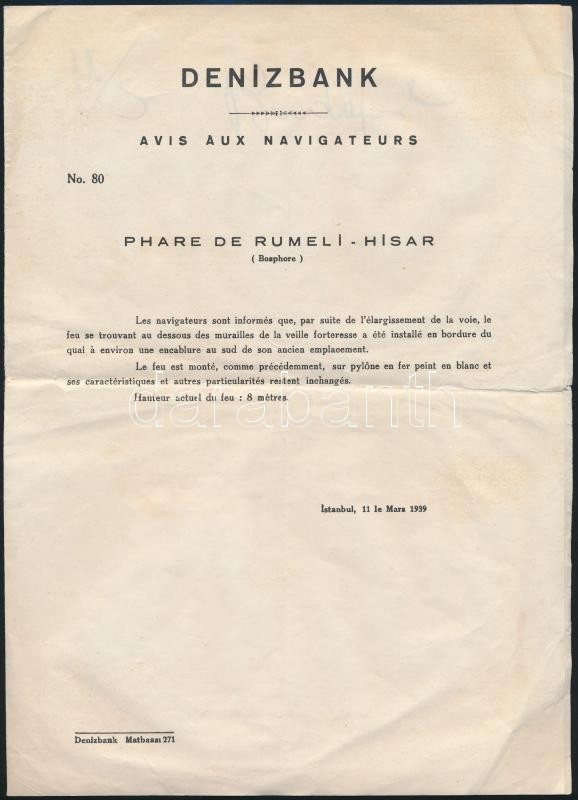 DENİZBANK
AVIS AUX NAVIGATEURS
No. 80
PHARE DE RUMELİ - HİSAR
( Bosphore )
Les navigateurs sont informés que, par suite de l'élargissement de la voie, le
feu se trouvant au dessous des murailles de la veille forteresse a été installé en bordure du
quai à environ une encablure au sud de son ancien emplacement.
Le feu est monté, comme précédemment, sur pylône en fer peint en blanc et
ses caractéristiques et autres particularités restent inchangés.
Hauteur actuel du feu : 8 mètres.
darabanth
İstanbul, 11 le Mars 1939
Denizbank Matbaası 271